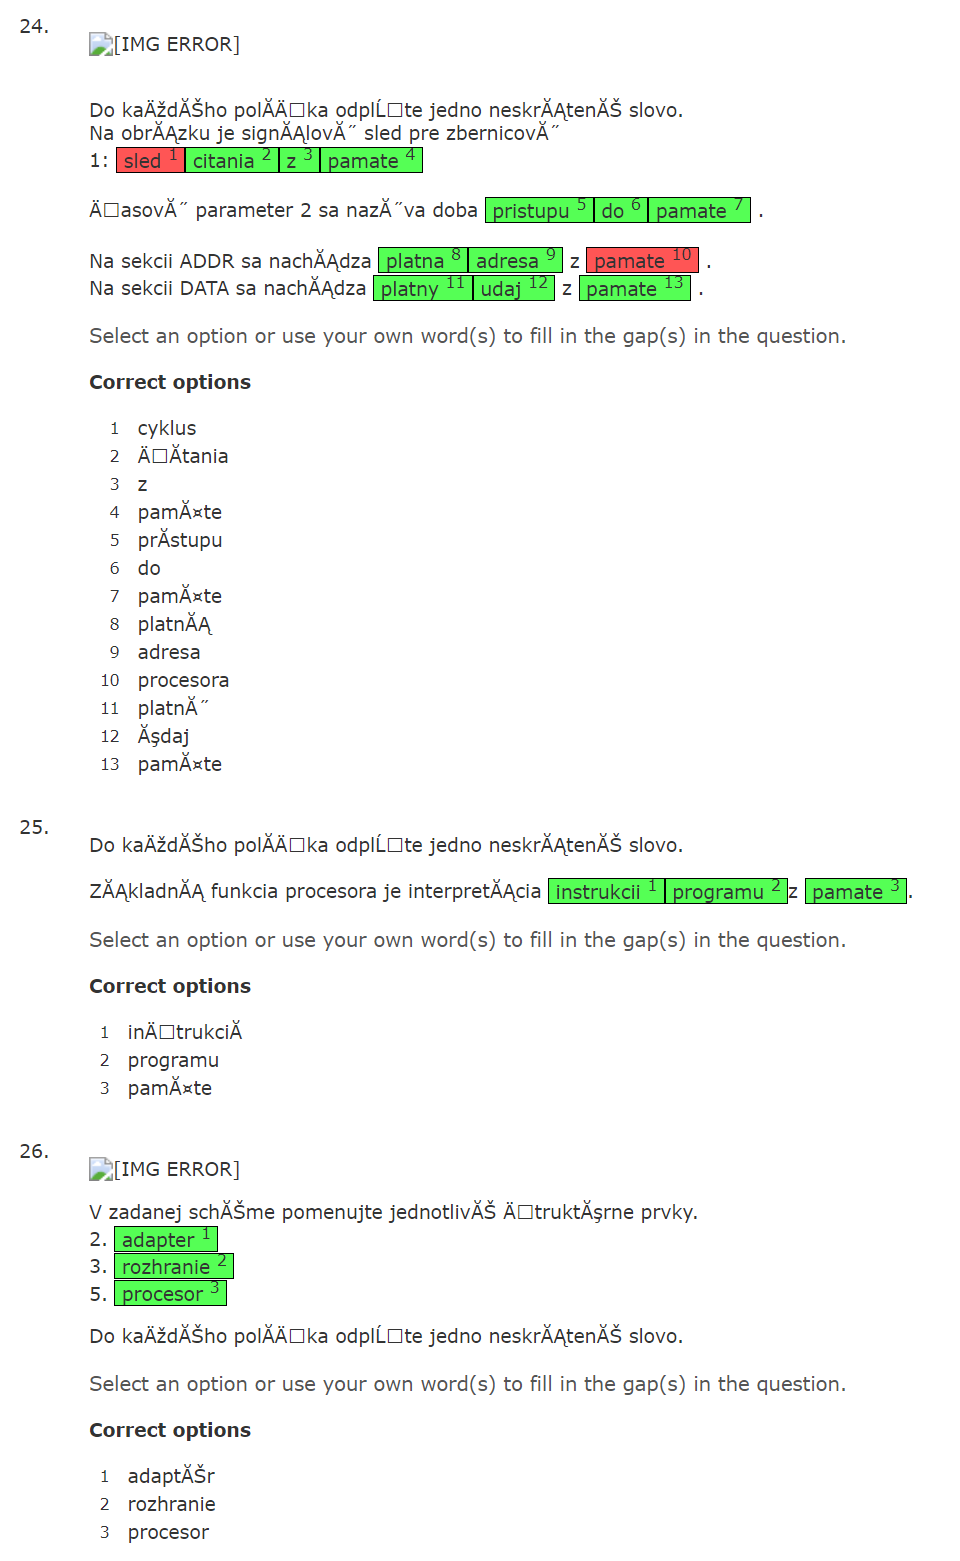 24.
[IMG ERROR]
Do kaÄždĂŠho polĂ­Ä□ka odplĹ□te jedno neskrĂĄtenĂŠ slovo.
Na obrĂĄzku je signĂĄlovĂ˝ sled pre zbernicovĂ˝
1: sled 1 citania 2 z 3 pamate 4
Ä□asovĂ˝ parameter 2 sa nazĂ˝va doba pristupu 5 do 6 pamate 7 .
Na sekcii ADDR sa nachĂĄdza platna 8 adresa 9 z pamate 10 .
Na sekcii DATA sa nachĂĄdza platny 11 udaj 12 z pamate 13 .
Select an option or use your own word(s) to fill in the gap(s) in the question.
Correct options
1 cyklus
2 Ä□Ă­tania
3 z
4 pamĂ¤te
5 prĂ­stupu
6 do
7 pamĂ¤te
8 platnĂĄ
9 adresa
10 procesora
11 platnĂ˝
12 Ăşdaj
13 pamĂ¤te
25.
Do kaÄždĂŠho polĂ­Ä□ka odplĹ□te jedno neskrĂĄtenĂŠ slovo.
ZĂĄkladnĂĄ funkcia procesora je interpretĂĄcia instrukcii 1 programu 2 z pamate 3.
Select an option or use your own word(s) to fill in the gap(s) in the question.
Correct options
1 inÄ□trukciĂ­
2 programu
3 pamĂ¤te
26.
[IMG ERROR]
V zadanej schĂŠme pomenujte jednotlivĂŠ Ä□truktĂşrne prvky.
2. adapter 1
3. rozhranie 2
5. procesor 3
Do kaÄždĂŠho polĂ­Ä□ka odplĹ□te jedno neskrĂĄtenĂŠ slovo.
Select an option or use your own word(s) to fill in the gap(s) in the question.
Correct options
1 adaptĂŠr
2 rozhranie
3 procesor